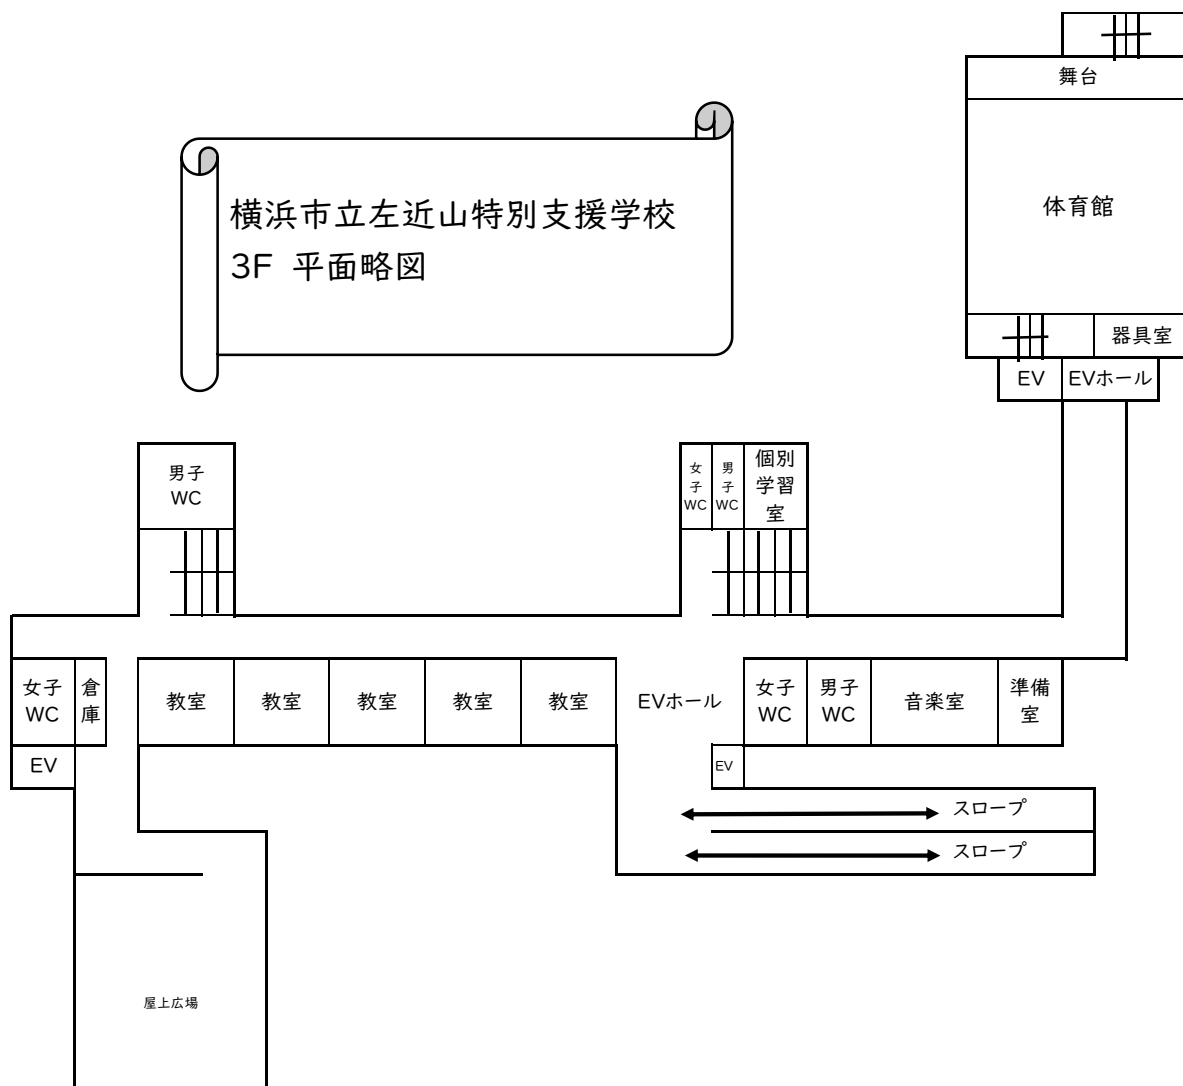 舞台
横浜市立左近山特別支援学校
3F 平面略図
体育館
器具室
EV
EVホール
男子
WC
女
子
WC
男
子
WC
個別
学習
室
女子
WC
倉
庫
教室
教室
教室
教室
教室
EVホール
女子
WC
男子
WC
音楽室
準備
室
EV
EV
スロープ
スロープ
屋上広場